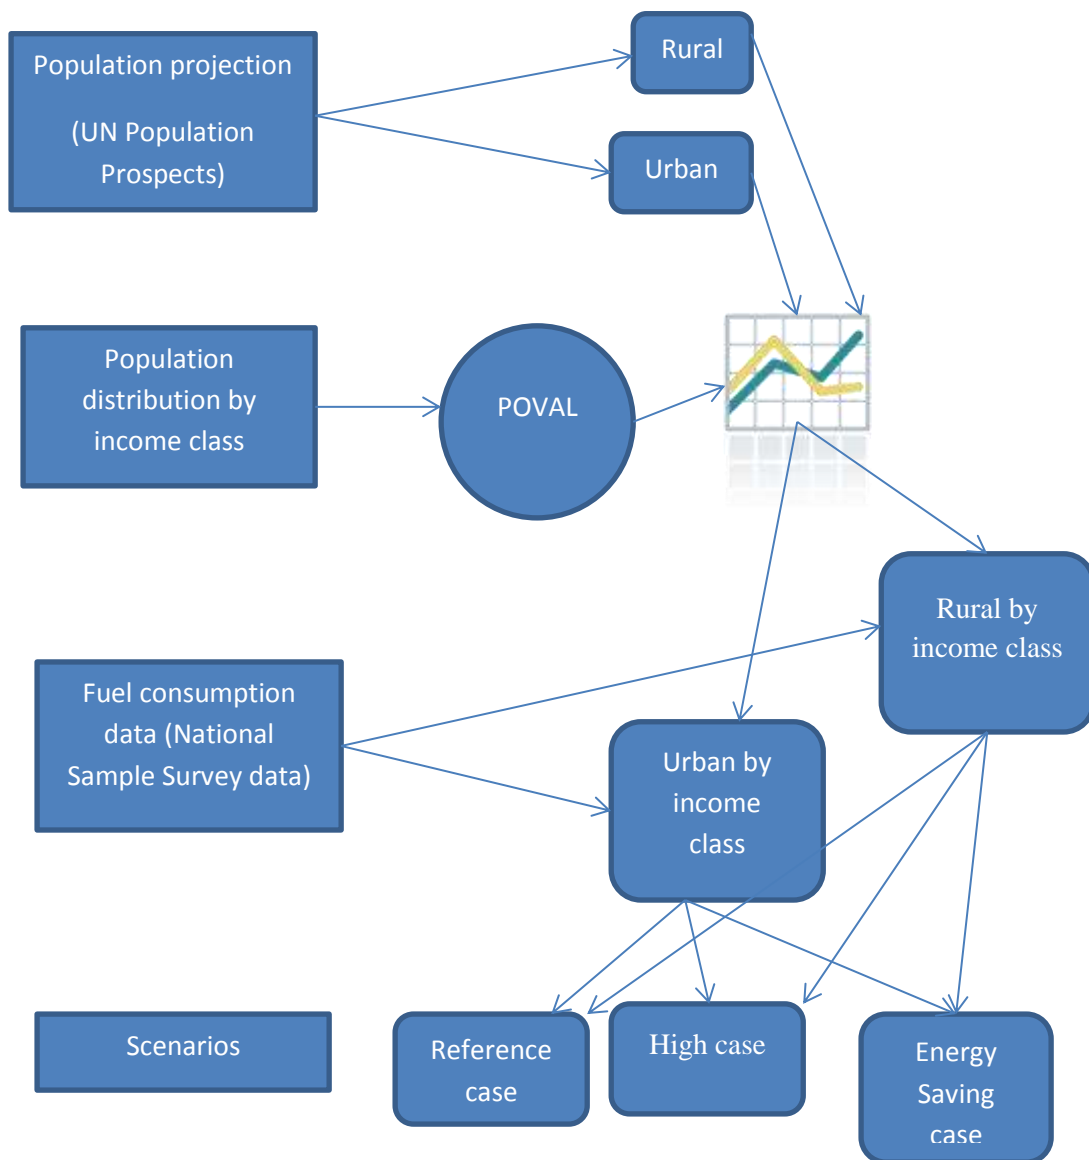 Population projection
(UN Population
Prospects)
Rural
Urban
Population
distribution by
income class
POVAL
Rural by
income class
Fuel consumption
data (National
Sample Survey data)
Urban by
income
class
Scenarios
Reference
case
High case
Energy
Saving
case